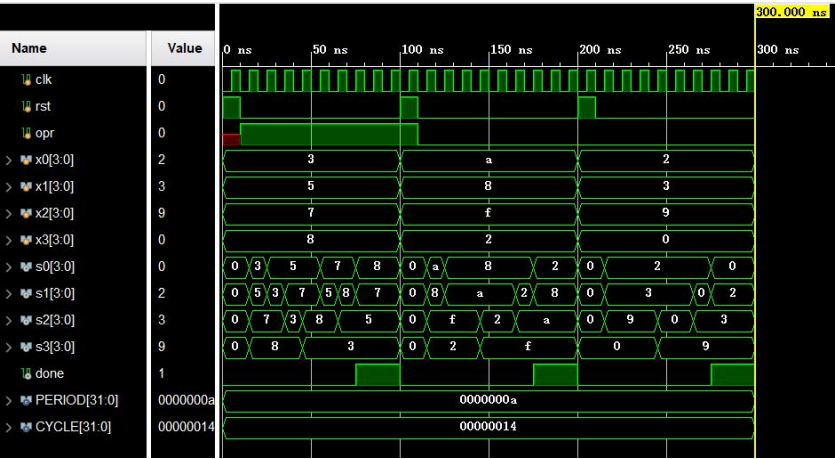 300.000 ns
Name Value 0 ns 50 ns 100 ns 150 ns 200 ns 250 ns 300 ns
clk 0
rst 0
opr 0
x0[3:0] 2 3 a 2
x1[3:0] 3 5 8 3
x2[3:0] 9 7 f 9
x3[3:0] 0 8 2 0
s0[3:0] 0 0 3 5 7 8 0 a 8 2 0 2 0
s1[3:0] 2 0 5 3 7 5 8 7 0 8 a 2 8 0 3 0 2
s2[3:0] 3 0 7 3 8 5 0 f 2 a 0 9 0 3
s3[3:0] 9 0 8 3 0 2 f 0 9
done 1
PERIOD[31:0] 0000000a 0000000a
CYCLE[31:0] 00000014 00000014